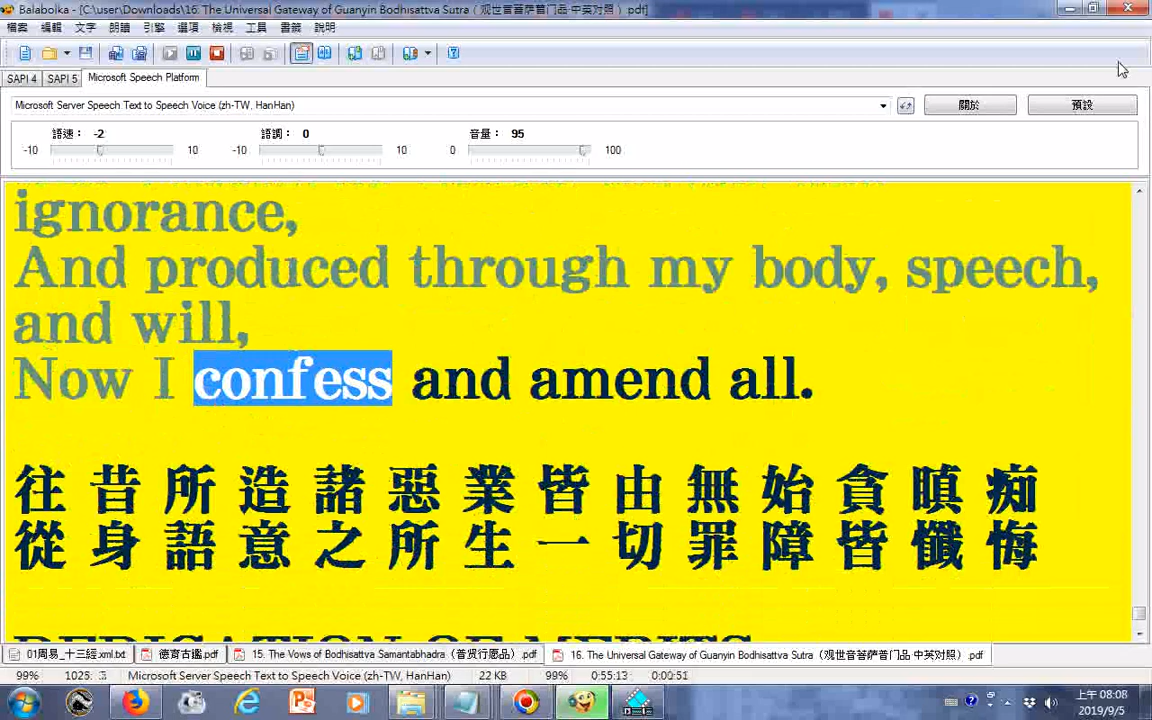 Balabolka - [C:\user\Downloads\16. The Universal Gateway of Guanyin Bodhisattva Sutra（观世音菩萨普门品·中英对照）.pdf]
檔案 編輯 文字 朗讀 引擎 選項 檢視 工具 書籤 說明
SAPI 4 SAPI 5 Microsoft Speech Platform
Microsoft Server Speech Text to Speech Voice (zh-TW, HanHan) 關於 預設
語速： -2 語調： 0 音量： 95
-10 10 -10 10 0 100
ignorance,
And produced through my body, speech,
and will,
Now I confess and amend all.
往昔所造諸惡業皆由無始貪瞋痴
從身語意之所生一切罪障皆懺悔
DEDICATION OF MERITS
01周易_十三經.xml.txt 德育古鑑.pdf 15. The Vows of Bodhisattva Samantabhadra（普贤行愿品）.pdf 16. The Universal Gateway of Guanyin Bodhisattva Sutra（观世音菩萨普门品·中英对照）.pdf
99% Microsoft Server Speech Text to Speech Voice (zh-TW, HanHan) 22 KB 99% 0:55:13 0:00:51
上午 08:08
2019/9/5